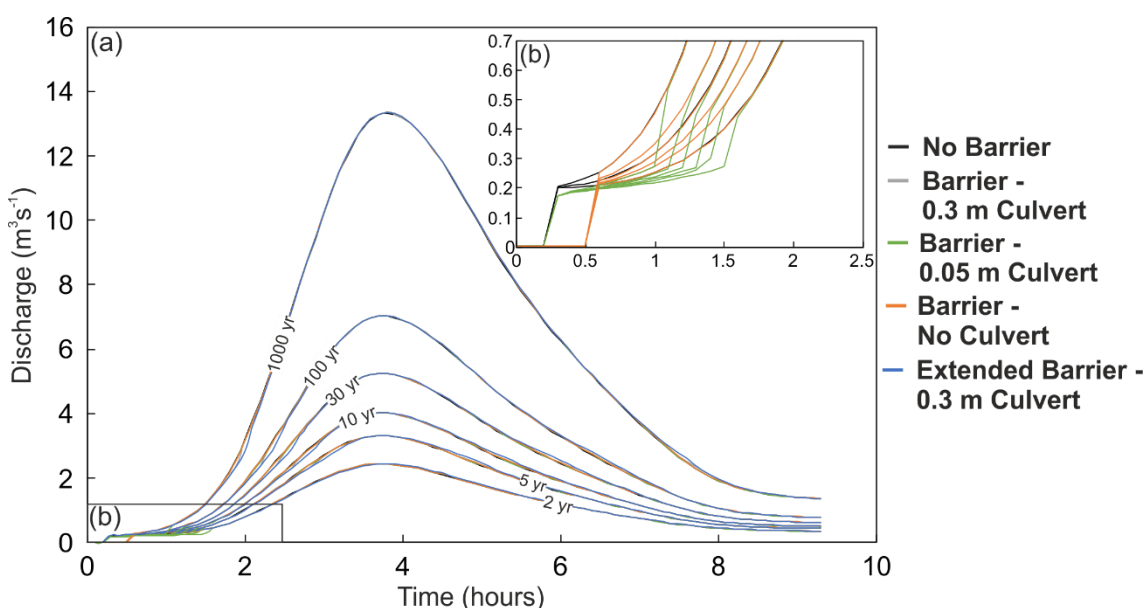 (a)
16
14
12
10
8
6
4
2
0
Discharge (m³s⁻¹)
1000 yr
100 yr
30 yr
10 yr
5 yr
2 yr
(b)
0 2 4 6 8 10
Time (hours)
(b)
0.7
0.6
0.5
0.4
0.3
0.2
0.1
0
0 0.5 1 1.5 2 2.5
No Barrier
Barrier -
0.3 m Culvert
Barrier -
0.05 m Culvert
Barrier -
No Culvert
Extended Barrier -
0.3 m Culvert